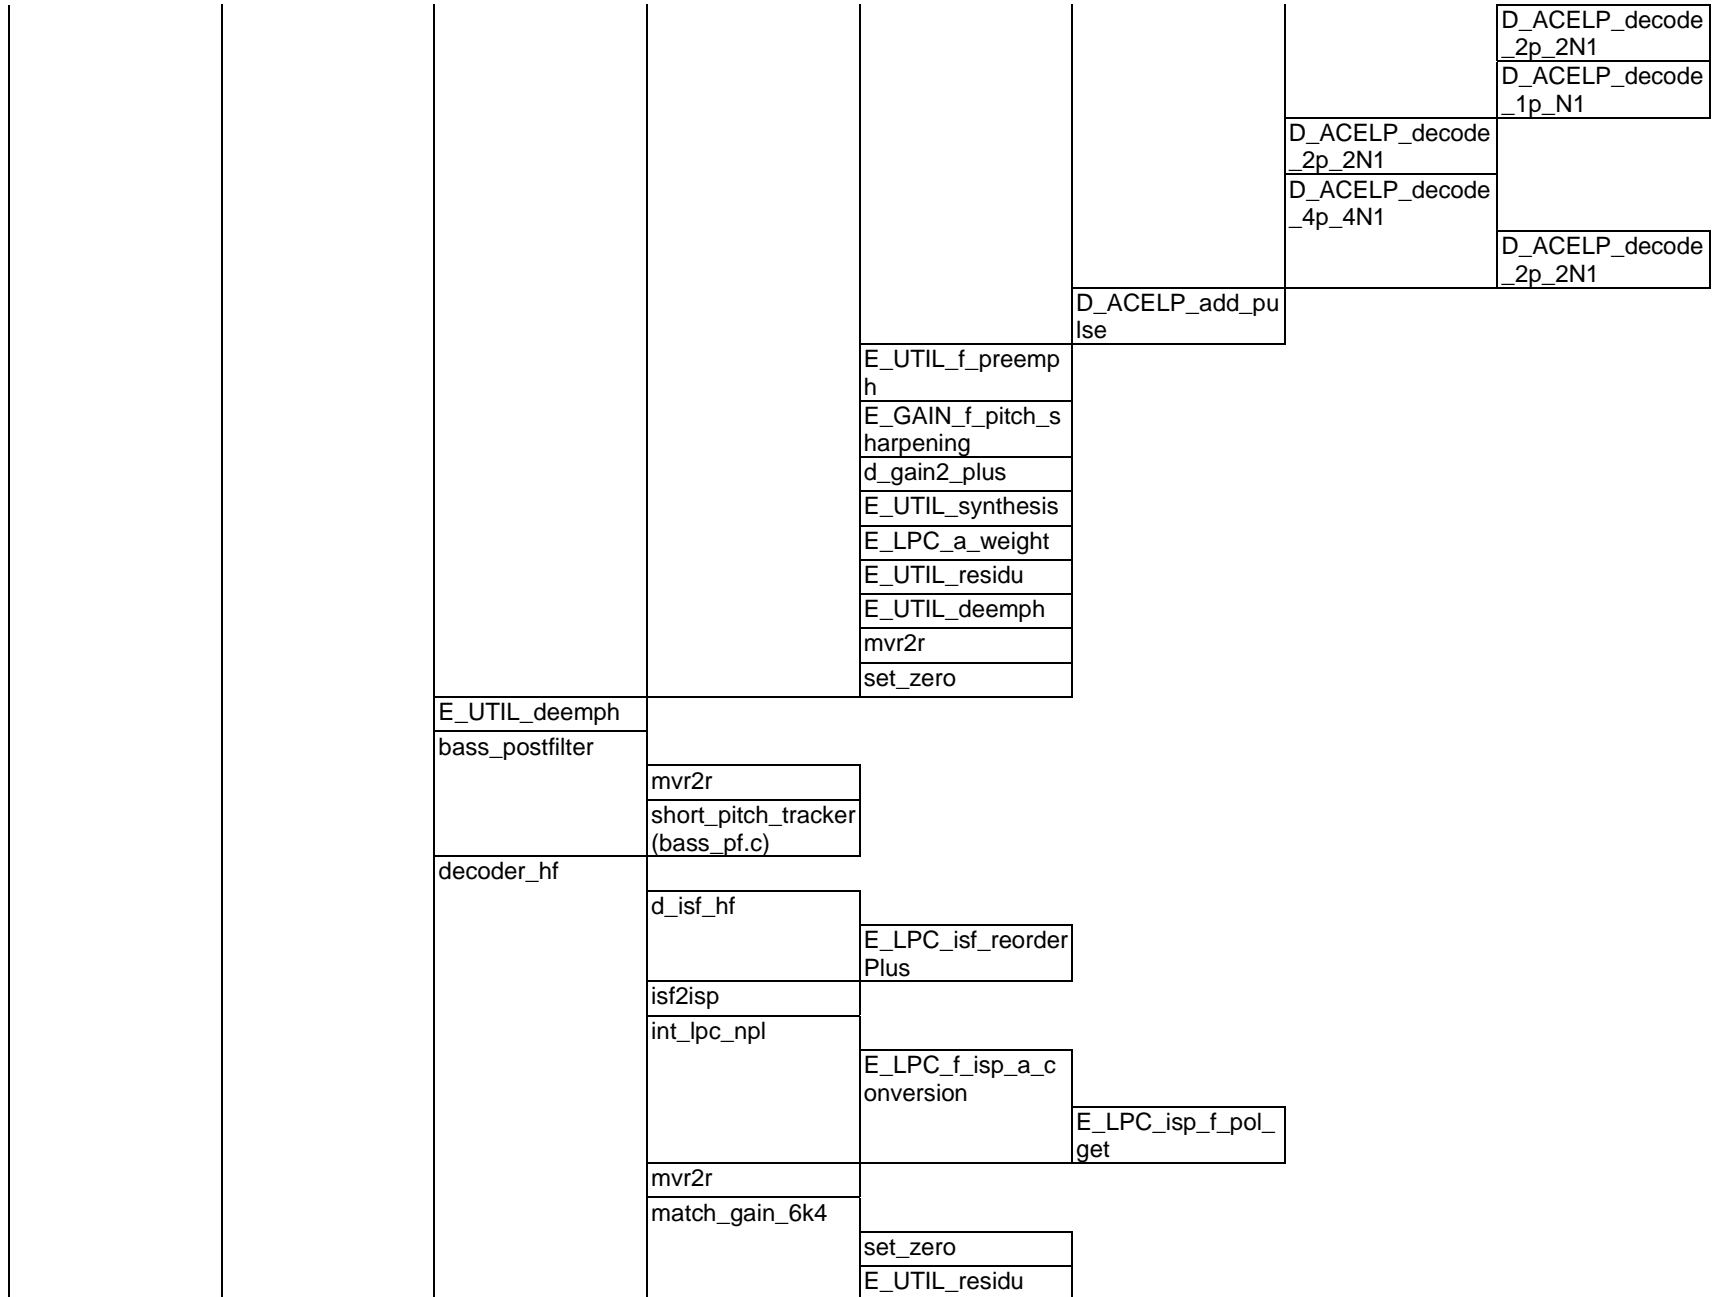 D_ACELP_decode
_2p_2N1
D_ACELP_decode
_1p_N1
D_ACELP_decode
_2p_2N1
D_ACELP_decode
_4p_4N1
D_ACELP_decode
_2p_2N1
D_ACELP_add_pu
lse
E_UTIL_f_preemp
h
E_GAIN_f_pitch_s
harpening
d_gain2_plus
E_UTIL_synthesis
E_LPC_a_weight
E_UTIL_residu
E_UTIL_deemph
mvr2r
set_zero
E_UTIL_deemph
bass_postfilter
mvr2r
short_pitch_tracker
(bass_pf.c)
decoder_hf
d_isf_hf
E_LPC_isf_reorder
Plus
isf2isp
int_lpc_npl
E_LPC_f_isp_a_c
onversion
E_LPC_isp_f_pol_
get
mvr2r
match_gain_6k4
set_zero
E_UTIL_residu